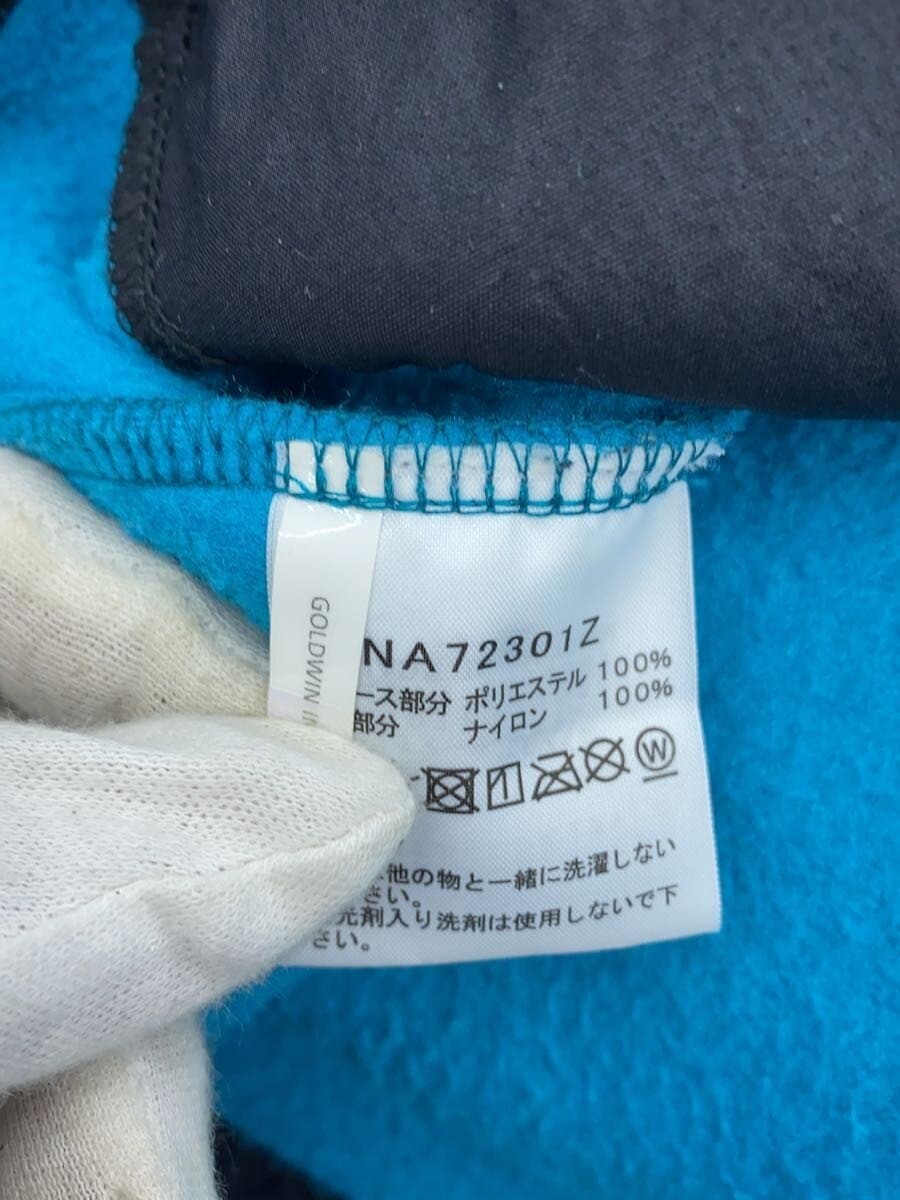 GOLDWIN
NA72301Z
ース部分 ポリエステル 100%
部分 ナイロン 100%
W
他の物と一緒に洗濯しない
さい。
光剤入り洗剤は使用しないで下
さい。